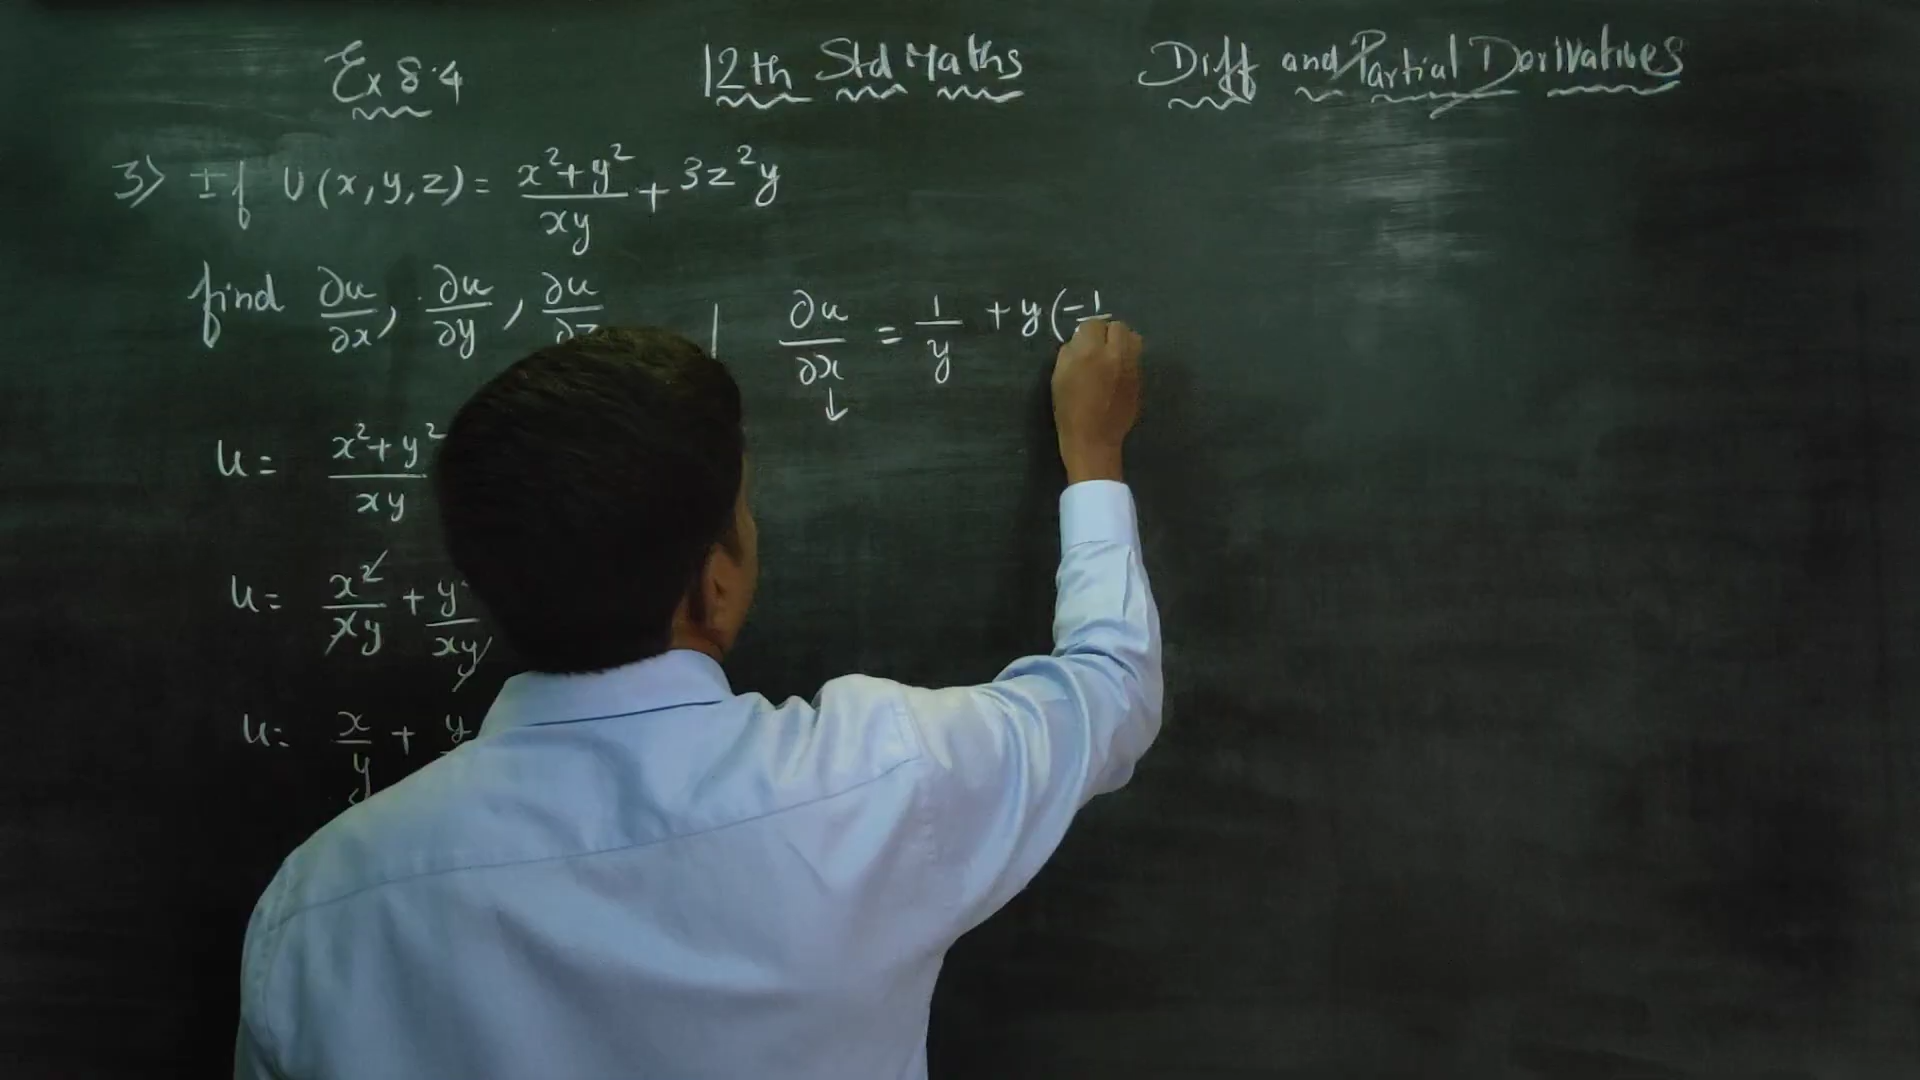 Ex 8.4 12th Std Maths Diff and Partial Derivatives
3) If U(x,y,z) = (x²+y²)/(xy) + 3z²y
find ∂u/∂x, ∂u/∂y, ∂u/∂z
∂u/∂x = 1/y + y(-1
↓
u = (x²+y²)/(xy)
u = x²/(xy) + y²/(xy)
u = x/y + y